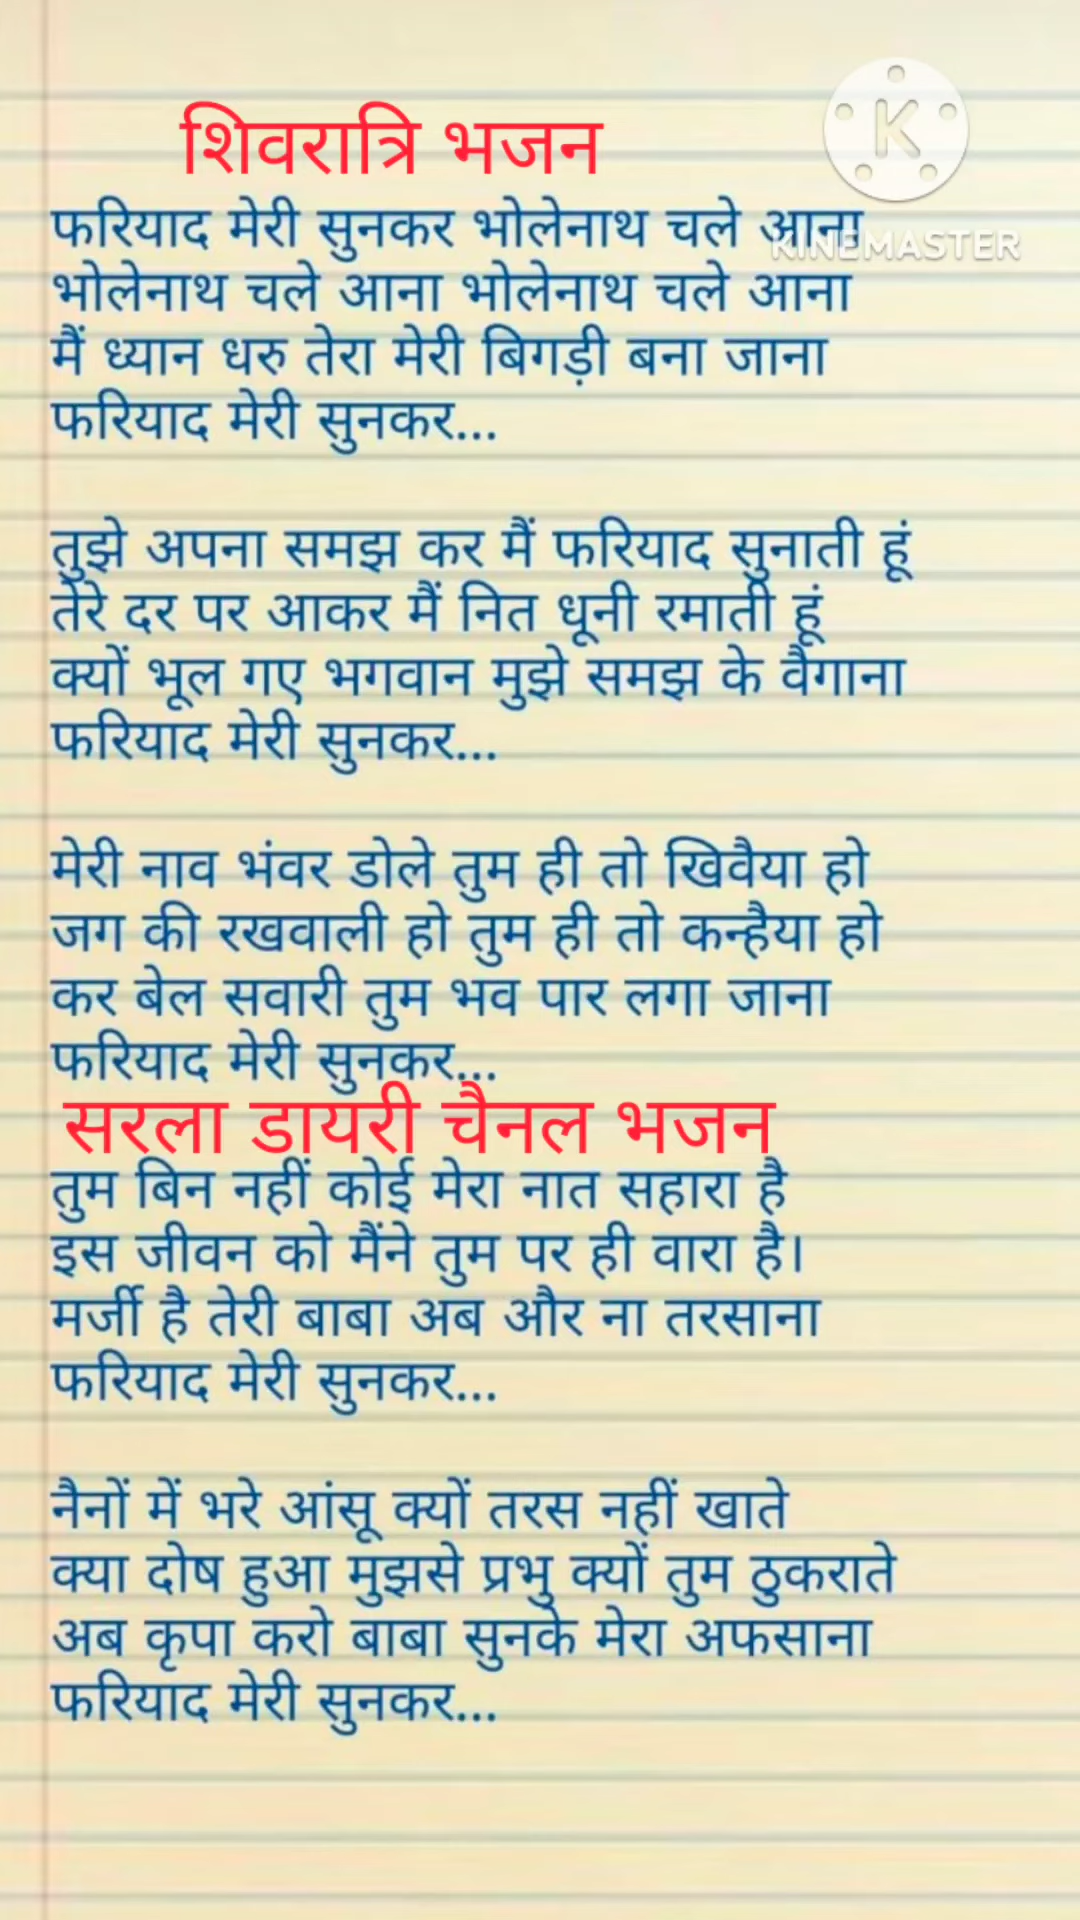 शिवरात्रि भजन
K
KINEMASTER
फरियाद मेरी सुनकर भोलेनाथ चले आना
भोलेनाथ चले आना भोलेनाथ चले आना
मैं ध्यान धरु तेरा मेरी बिगड़ी बना जाना
फरियाद मेरी सुनकर...
तुझे अपना समझ कर मैं फरियाद सुनाती हूं
तेरे दर पर आकर मैं नित धूनी रमाती हूं
क्यों भूल गए भगवान मुझे समझ के वैगाना
फरियाद मेरी सुनकर...
मेरी नाव भंवर डोले तुम ही तो खिवैया हो
जग की रखवाली हो तुम ही तो कन्हैया हो
कर बेल सवारी तुम भव पार लगा जाना
फरियाद मेरी सुनकर...
सरला डायरी चैनल भजन
तुम बिन नहीं कोई मेरा नात सहारा है
इस जीवन को मैंने तुम पर ही वारा है।
मर्जी है तेरी बाबा अब और ना तरसाना
फरियाद मेरी सुनकर...
नैनों में भरे आंसू क्यों तरस नहीं खाते
क्या दोष हुआ मुझसे प्रभु क्यों तुम ठुकराते
अब कृपा करो बाबा सुनके मेरा अफसाना
फरियाद मेरी सुनकर...